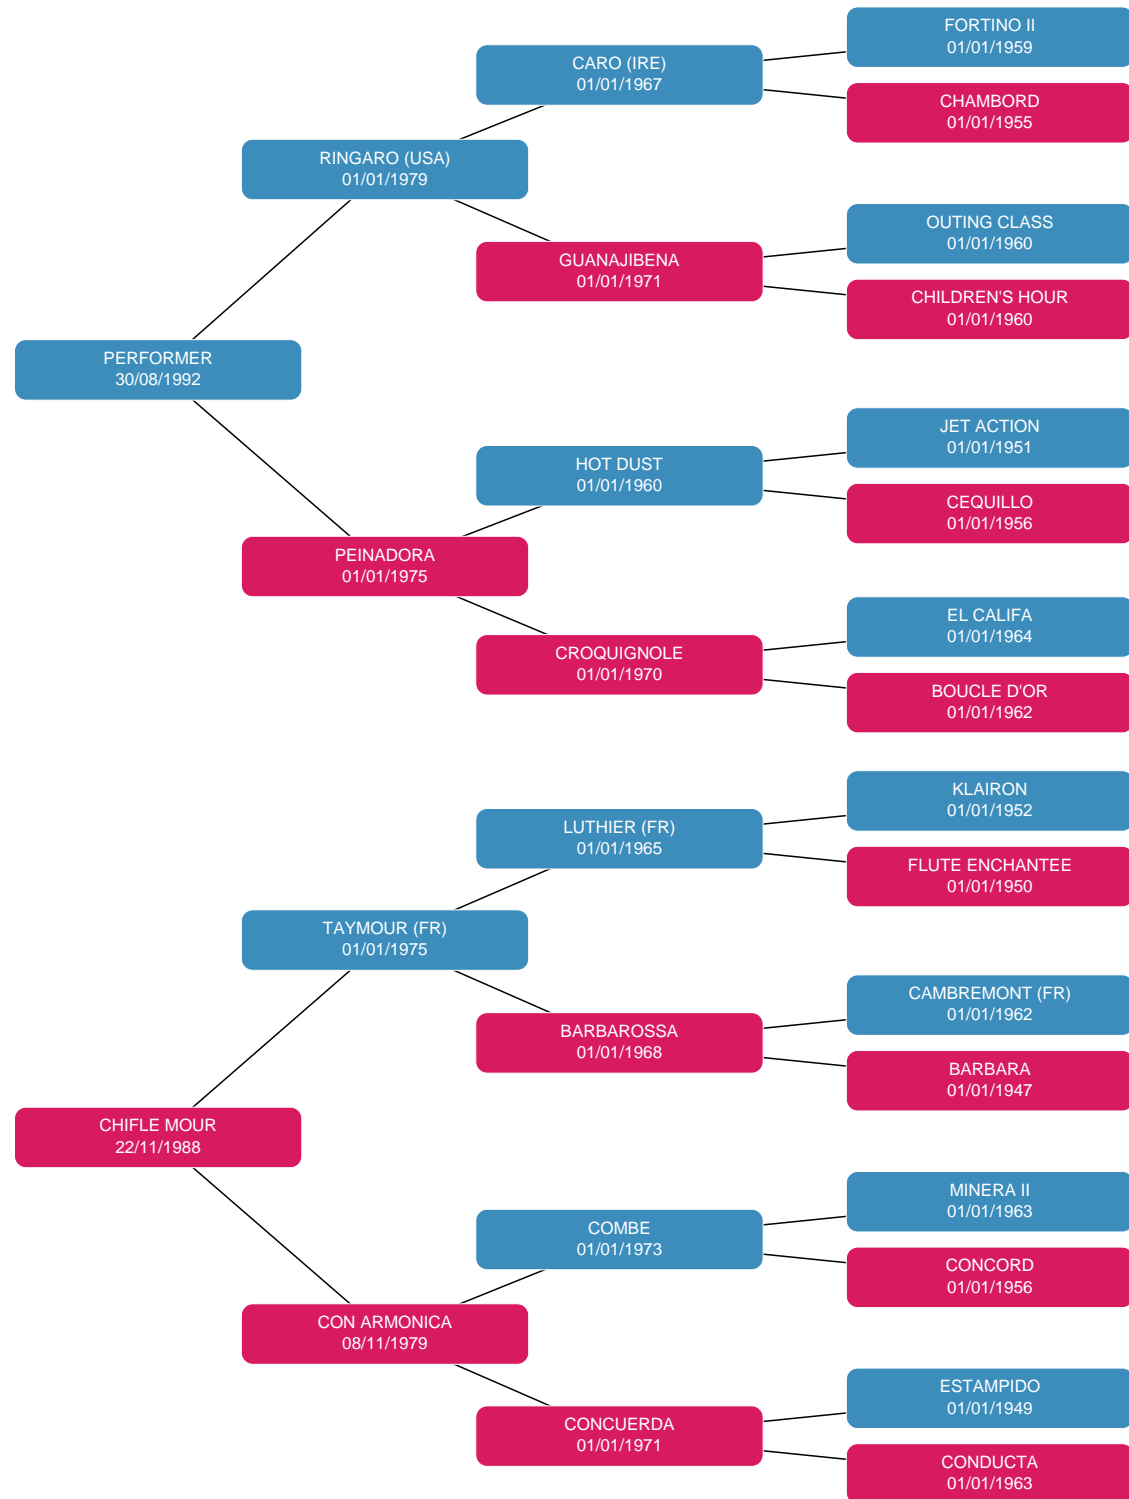 FORTINO II
01/01/1959
CARO (IRE)
01/01/1967
CHAMBORD
01/01/1955
RINGARO (USA)
01/01/1979
OUTING CLASS
01/01/1960
GUANAJIBENA
01/01/1971
CHILDREN'S HOUR
01/01/1960
PERFORMER
30/08/1992
JET ACTION
01/01/1951
HOT DUST
01/01/1960
CEQUILLO
01/01/1956
PEINADORA
01/01/1975
EL CALIFA
01/01/1964
CROQUIGNOLE
01/01/1970
BOUCLE D'OR
01/01/1962
KLAIRON
01/01/1952
LUTHIER (FR)
01/01/1965
FLUTE ENCHANTEE
01/01/1950
TAYMOUR (FR)
01/01/1975
CAMBREMONT (FR)
01/01/1962
BARBAROSSA
01/01/1968
BARBARA
01/01/1947
CHIFLE MOUR
22/11/1988
MINERA II
01/01/1963
COMBE
01/01/1973
CONCORD
01/01/1956
CON ARMONICA
08/11/1979
ESTAMPIDO
01/01/1949
CONCUERDA
01/01/1971
CONDUCTA
01/01/1963